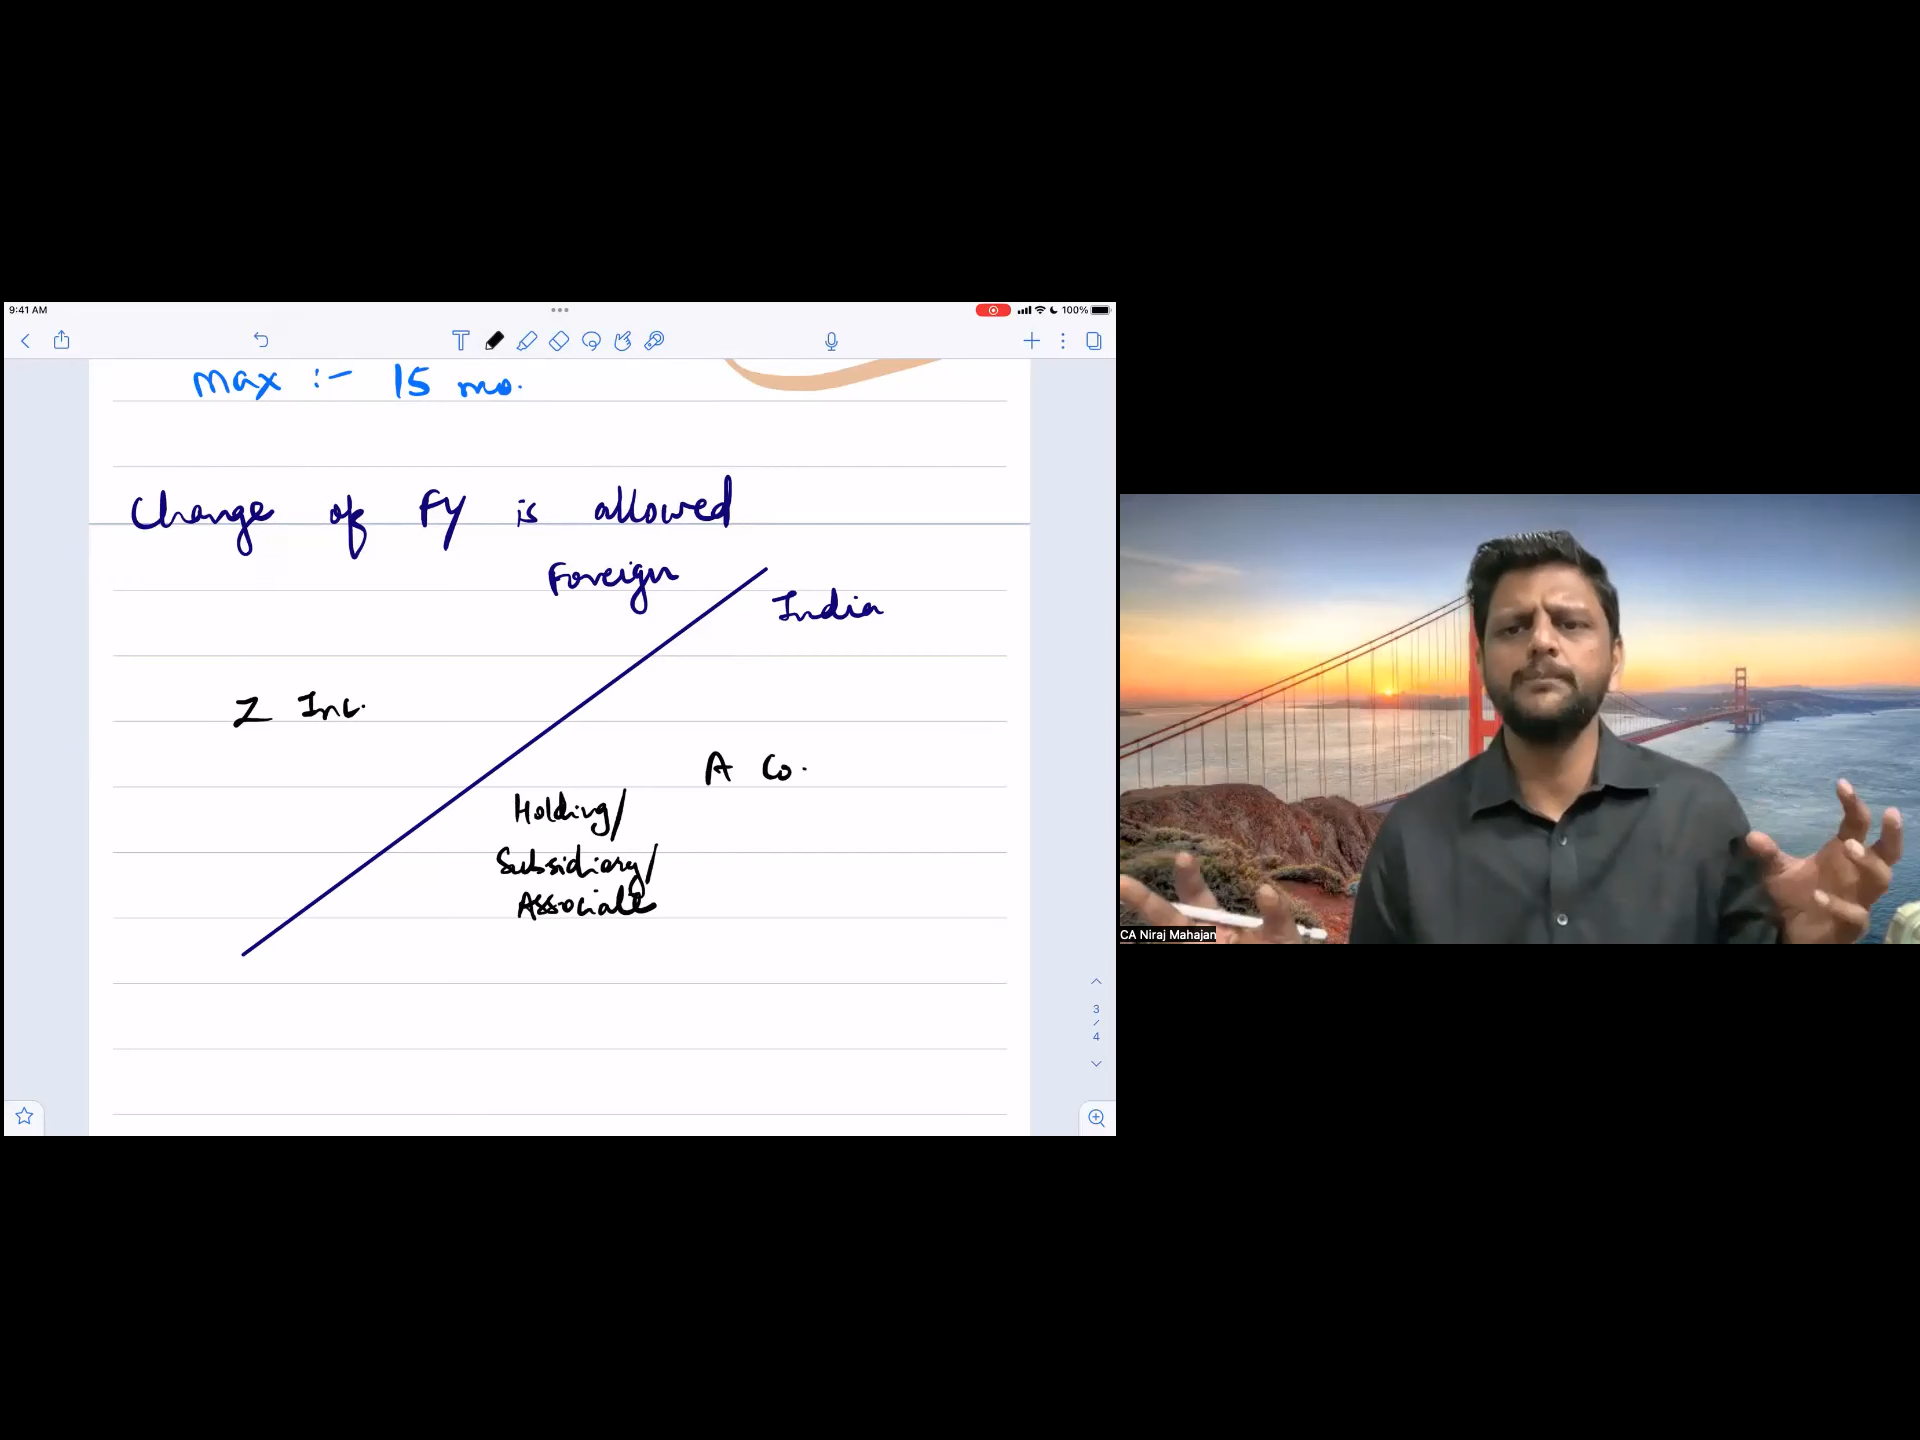 9:41 AM
100%
Max :- 15 mo.
Change of FY is allowed
Foreign
India
Z Inc.
A Co.
Holding/
Subsidiary/
Associate
3
/
4
CA Niraj Mahajan